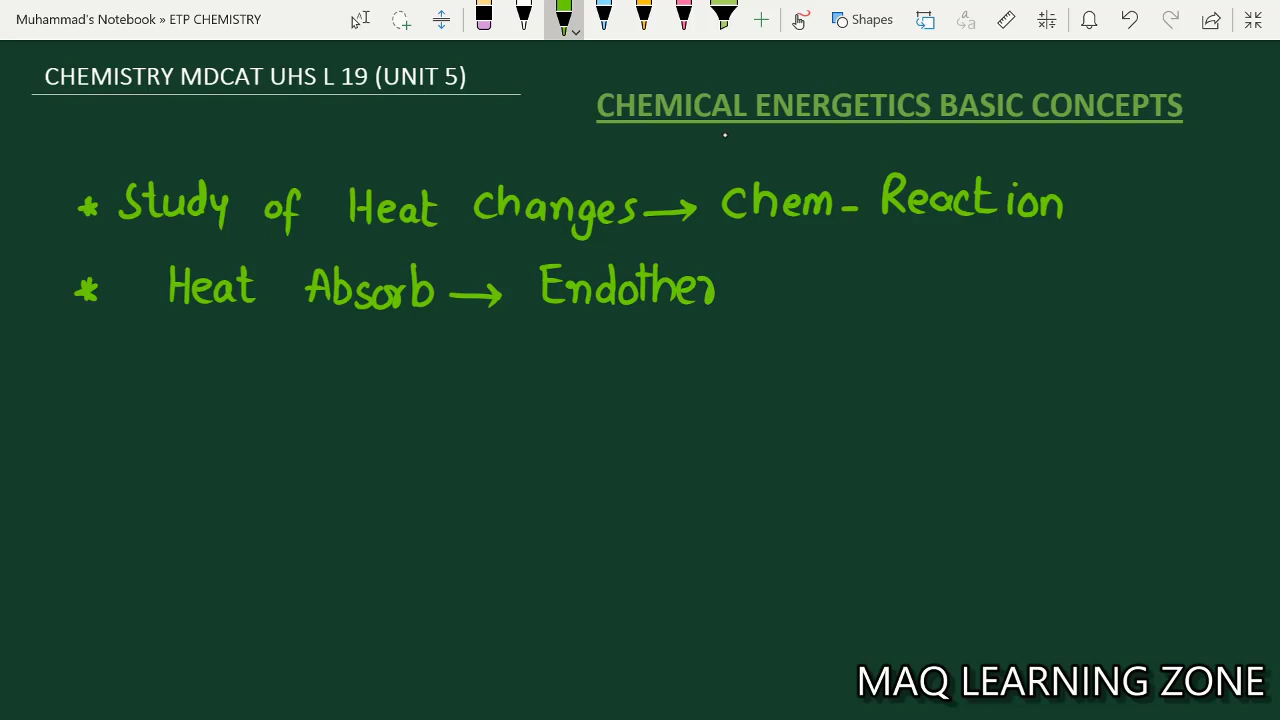 Muhammad's Notebook » ETP CHEMISTRY
Shapes
CHEMISTRY MDCAT UHS L 19 (UNIT 5)
CHEMICAL ENERGETICS BASIC CONCEPTS
* Study of Heat Changes → Chem - Reaction
* Heat Absorb → Endother
MAQ LEARNING ZONE